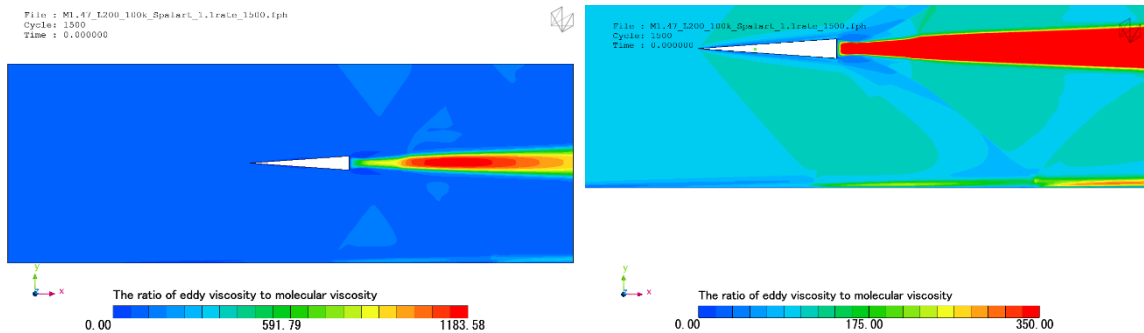 File : M1.47_L200_100k_Spalart_1.1rate_1500.fph
Cycle: 1500
Time : 0.000000
y
z
x
The ratio of eddy viscosity to molecular viscosity
0.00 591.79 1183.58
File : M1.47_L200_100k_Spalart_1.1rate_1500.fph
Cycle: 1500
Time : 0.000000
y
z
x
The ratio of eddy viscosity to molecular viscosity
0.00 175.00 350.00